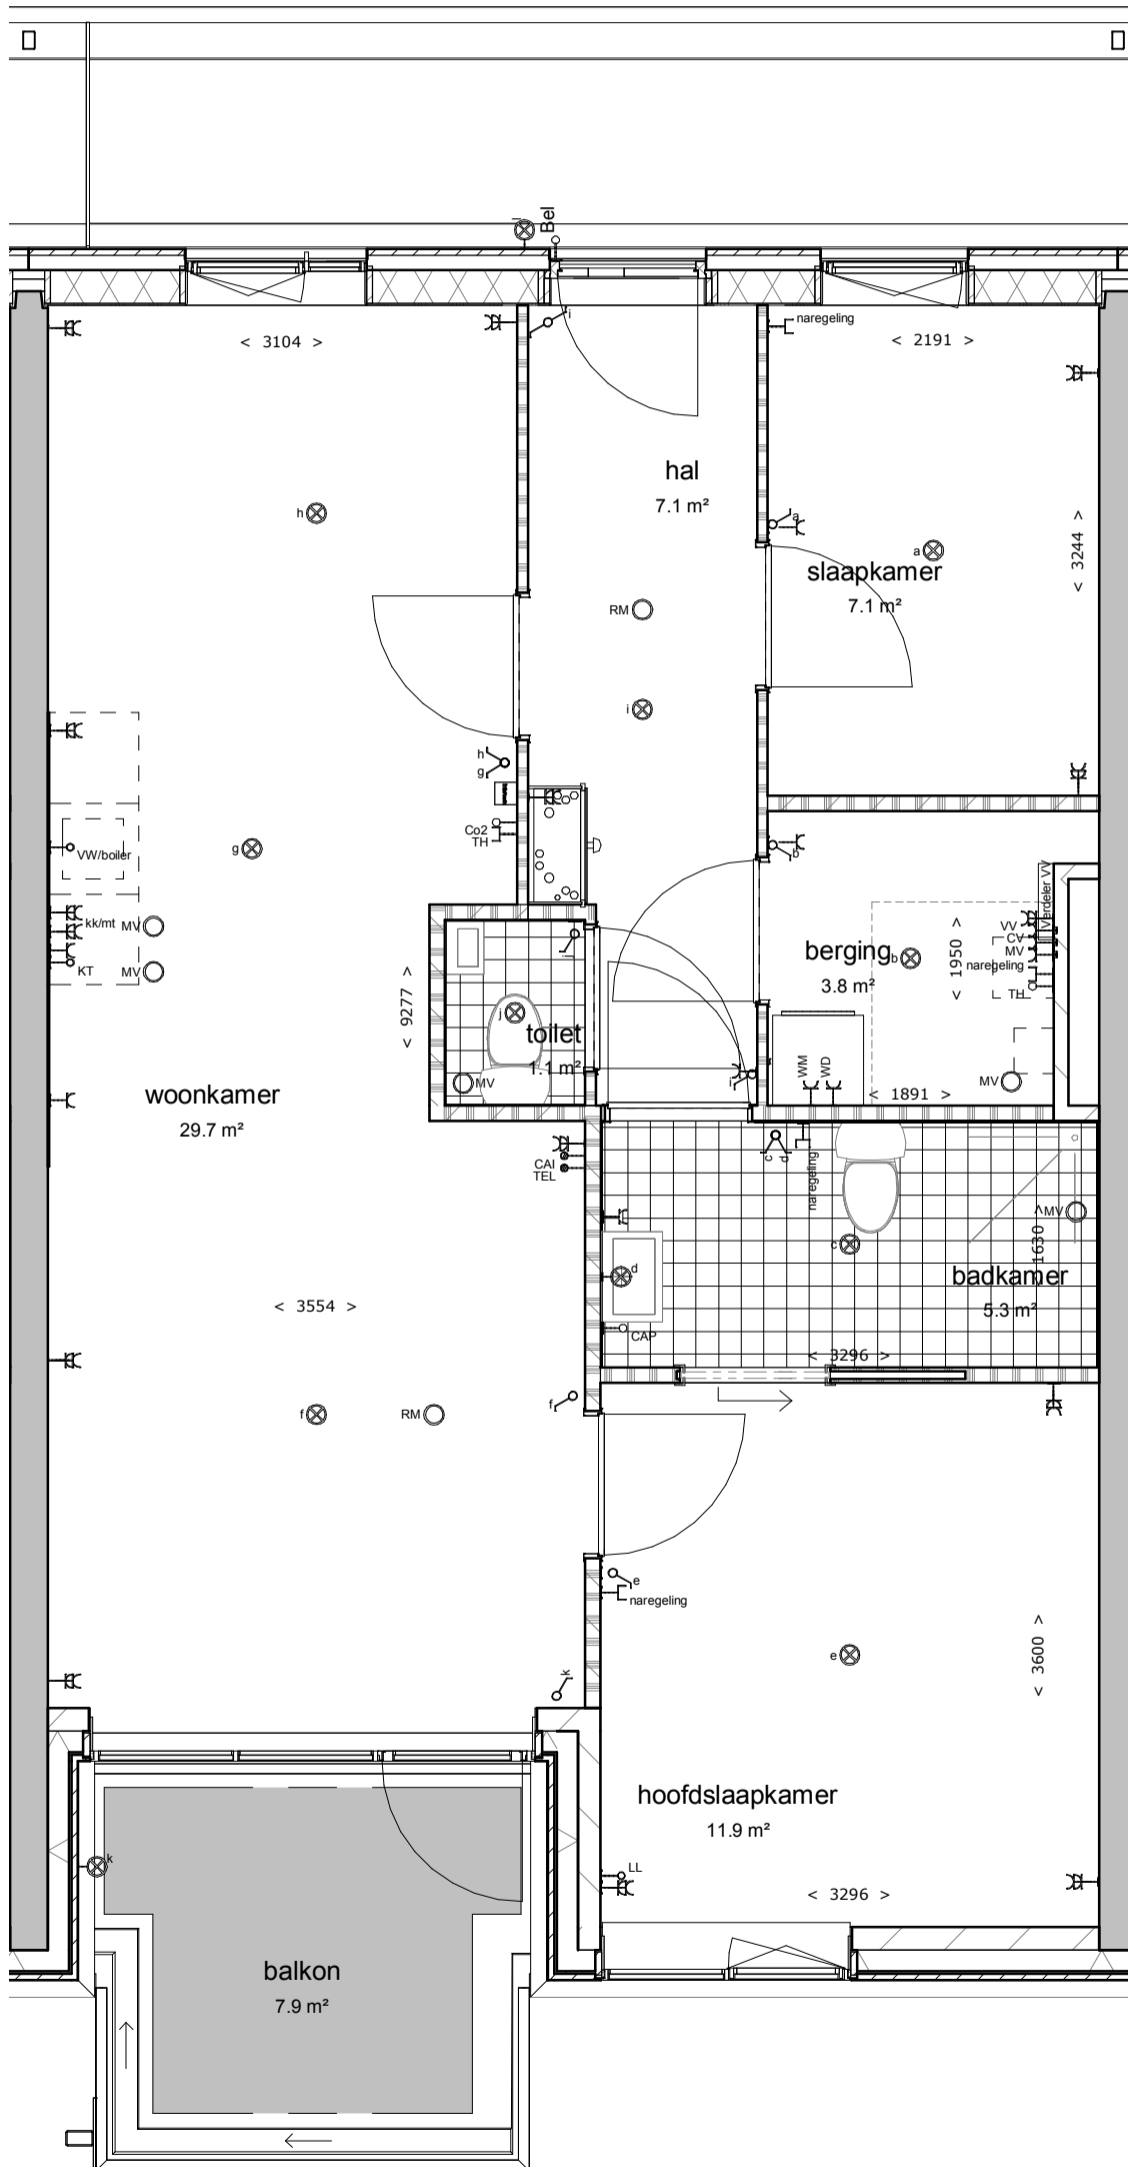 l
Bel
i
naregeling
< 3104 >
< 2191 >
hal
7.1 m²
h
a
a
slaapkamer
7.1 m²
< 3244 >
RM
i
h
g
Co2
TH
g
VW/boiler
b
kk/mt
MV
KT
MV
< 9277 >
j
j
toilet
1.1 m²
MV
berging
b
3.8 m²
< 1950 >
Verdeler VV
VV
CV
MV
naregeling
TH
WM
WD
MV
< 1891 >
i
woonkamer
29.7 m²
CAI
TEL
c
d
naregeling
MV
< 1630 >
c
d
badkamer
5.3 m²
CAP
< 3296 >
< 3554 >
f
f
RM
e
naregeling
e
< 3600 >
k
hoofdslaapkamer
11.9 m²
k
LL
< 3296 >
balkon
7.9 m²